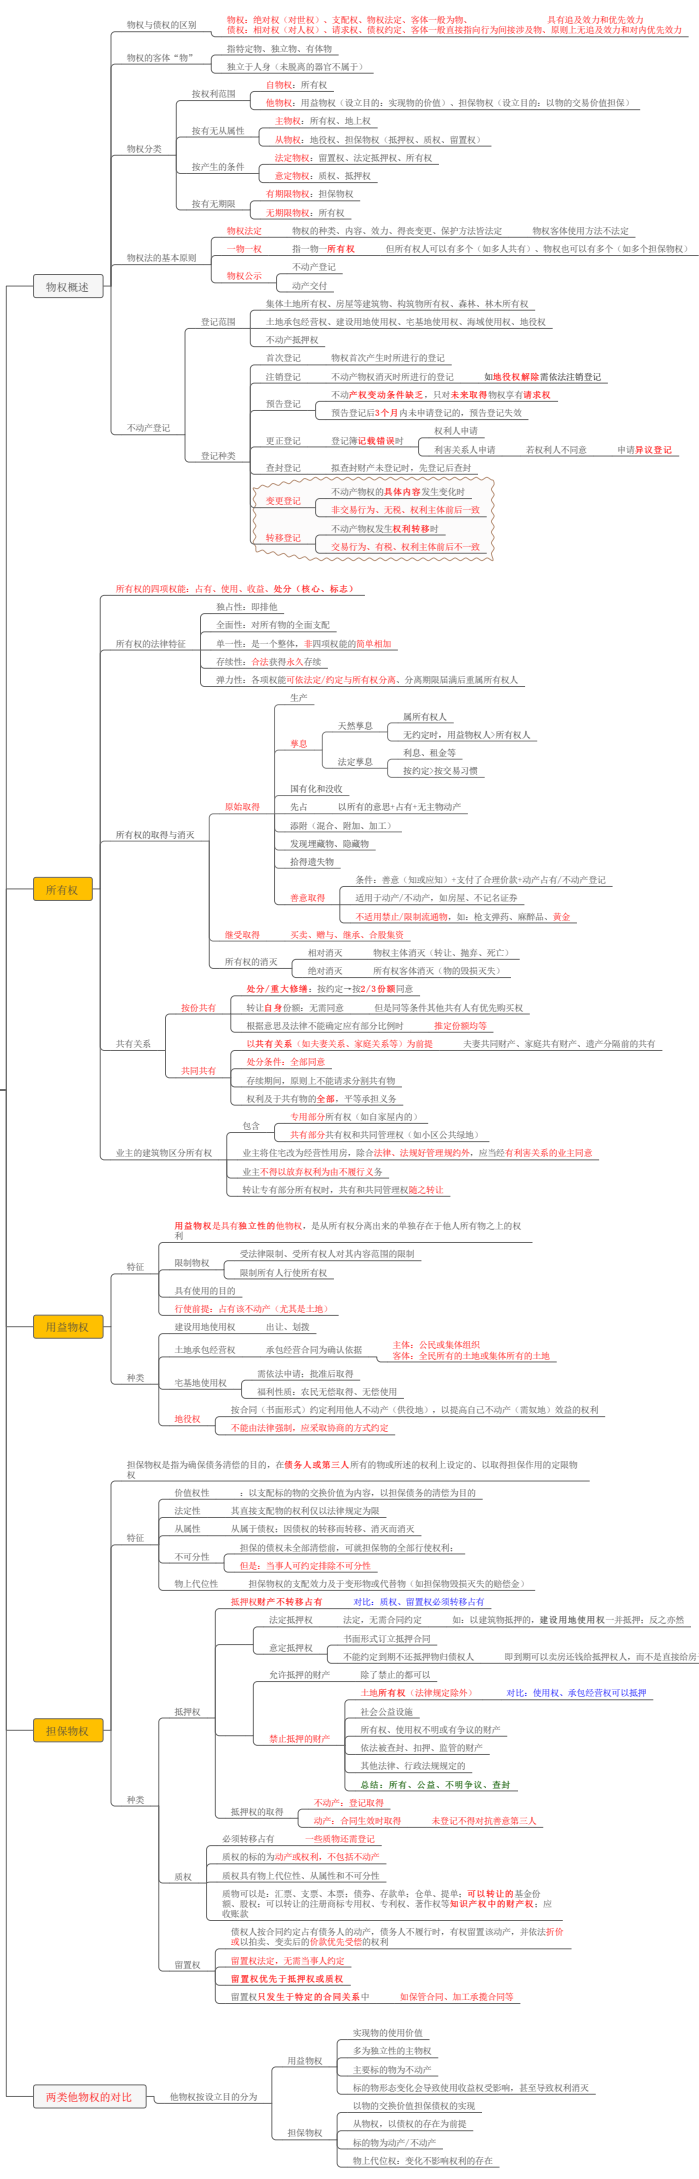 物权概述
物权与债权的区别
物权：绝对权（对世权）、支配权、物权法定、客体一般为物、 具有追及效力和优先效力
债权：相对权（对人权）、请求权、债权约定、客体一般直接指向行为间接涉及物、原则上无追及效力和对内优先效力
物权的客体“物”
指特定物、独立物、有体物
独立于人身（未脱离的器官不属于）
物权分类
按权利范围
自物权：所有权
他物权：用益物权（设立目的：实现物的价值）、担保物权（设立目的：以物的交易价值担保）
按有无从属性
主物权：所有权、地上权
从物权：地役权、担保物权（抵押权、质权、留置权）
按产生的条件
法定物权：留置权、法定抵押权、所有权
意定物权：质权、抵押权
按有无期限
有期限物权：担保物权
无期限物权：所有权
物权法的基本原则
物权法定 物权的种类、内容、效力、得丧变更、保护方法皆法定 物权客体使用方法不法定
一物一权 指一物一所有权 但所有权人可以有多个（如多人共有）、物权也可以有多个（如多个担保物权）
物权公示
不动产登记
动产交付
不动产登记
登记范围
集体土地所有权、房屋等建筑物、构筑物所有权、森林、林木所有权
土地承包经营权、建设用地使用权、宅基地使用权、海域使用权、地役权
不动产抵押权
登记种类
首次登记 物权首次产生时所进行的登记
注销登记 不动产物权消灭时所进行的登记 如地役权解除需依法注销登记
预告登记
不动产权变动条件缺乏，只对未来取得物权享有请求权
预告登记后3个月内未申请登记的，预告登记失效
更正登记 登记簿记载错误时
权利人申请
利害关系人申请 若权利人不同意 申请异议登记
查封登记 拟查封财产未登记时，先登记后查封
变更登记
不动产物权的具体内容发生变化时
非交易行为、无税、权利主体前后一致
转移登记
不动产物权发生权利转移时
交易行为、有税、权利主体前后不一致
所有权
所有权的四项权能：占有、使用、收益、处分（核心、标志）
所有权的法律特征
独占性：即排他
全面性：对所有物的全面支配
单一性：是一个整体，非四项权能的简单相加
存续性：合法获得永久存续
弹力性：各项权能可依法定/约定与所有权分离、分离期限届满后重属所有权人
所有权的取得与消灭
原始取得
生产
孳息
天然孳息
属所有权人
无约定时，用益物权人>所有权人
法定孳息
利息、租金等
按约定>按交易习惯
国有化和没收
先占 以所有的意思+占有+无主物动产
添附（混合、附加、加工）
发现埋藏物、隐藏物
拾得遗失物
善意取得
条件：善意（知或应知）+支付了合理价款+动产占有/不动产登记
适用于动产/不动产，如房屋、不记名证券
不适用禁止/限制流通物，如：枪支弹药、麻醉品、黄金
继受取得 买卖、赠与、继承、合股集资
所有权的消灭
相对消灭 物权主体消灭（转让、抛弃、死亡）
绝对消灭 所有权客体消灭（物的毁损灭失）
共有关系
按份共有
处分/重大修缮：按约定→按2/3份额同意
转让自身份额：无需同意 但是同等条件其他共有人有优先购买权
根据意思及法律不能确定应有部分比例时 推定份额均等
共同共有
以共有关系（如夫妻关系、家庭关系等）为前提 夫妻共同财产、家庭共有财产、遗产分隔前的共有
处分条件：全部同意
存续期间，原则上不能请求分割共有物
权利及于共有物的全部，平等承担义务
业主的建筑物区分所有权
包含
专用部分所有权（如自家屋内的）
共有部分共有权和共同管理权（如小区公共绿地）
业主将住宅改为经营性用房，除合法律、法规好管理规约外，应当经有利害关系的业主同意
业主不得以放弃权利为由不履行义务
转让专有部分所有权时，共有和共同管理权随之转让
用益物权
特征
用益物权是具有独立性的他物权，是从所有权分离出来的单独存在于他人所有物之上的权
利
限制物权
受法律限制、受所有权人对其内容范围的限制
限制所有人行使所有权
具有使用的目的
行使前提：占有该不动产（尤其是土地）
种类
建设用地使用权 出让、划拨
土地承包经营权 承包经营合同为确认依据
主体：公民或集体组织
客体：全民所有的土地或集体所有的土地
宅基地使用权
需依法申请：批准后取得
福利性质：农民无偿取得、无偿使用
地役权
按合同（书面形式）约定利用他人不动产（供役地），以提高自己不动产（需奴地）效益的权利
不能由法律强制，应采取协商的方式约定
担保物权
担保物权是指为确保债务清偿的目的，在债务人或第三人所有的物或所述的权利上设定的、以取得担保作用的定限物
权
特征
价值权性 ：以支配标的物的交换价值为内容，以担保债务的清偿为目的
法定性 其直接支配物的权利仅以法律规定为限
从属性 从属于债权：因债权的转移而转移、消灭而消灭
不可分性
担保的债权未全部清偿前，可就担保物的全部行使权利；
但是：当事人可约定排除不可分性
物上代位性 担保物权的支配效力及于变形物或代替物（如担保物毁损灭失的赔偿金）
种类
抵押权
抵押权财产不转移占有 对比：质权、留置权必须转移占有
法定抵押权 法定，无需合同约定 如：以建筑物抵押的，建设用地使用权一并抵押；反之亦然
意定抵押权
书面形式订立抵押合同
不能约定到期不还抵押物归债权人 即到期可以卖房还钱给抵押权人，而不是直接给房
允许抵押的财产 除了禁止的都可以
禁止抵押的财产
土地所有权（法律规定除外） 对比：使用权、承包经营权可以抵押
社会公益设施
所有权、使用权不明或有争议的财产
依法被查封、扣押、监管的财产
其他法律、行政法规规定的
总结：所有、公益、不明争议、查封
抵押权的取得
不动产：登记取得
动产：合同生效时取得 未登记不得对抗善意第三人
质权
必须转移占有 一些质物还需登记
质权的标的为动产或权利，不包括不动产
质权具有物上代位性、从属性和不可分性
质物可以是：汇票、支票、本票；债券、存款单；仓单、提单；可以转让的基金份
额、股权；可以转让的注册商标专用权、专利权、著作权等知识产权中的财产权；应
收账款
留置权
债权人按合同约定占有债务人的动产，债务人不履行时，有权留置该动产，并依法折价
或以拍卖、变卖后的价款优先受偿的权利
留置权法定，无需当事人约定
留置权优先于抵押权或质权
留置权只发生于特定的合同关系中 如保管合同、加工承揽合同等
两类他物权的对比
他物权按设立目的分为
用益物权
实现物的使用价值
多为独立性的主物权
主要标的物为不动产
标的物形态变化会导致使用收益权受影响，甚至导致权利消灭
担保物权
以物的交换价值担保债权的实现
从物权，以债权的存在为前提
标的物为动产/不动产
物上代位权：变化不影响权利的存在